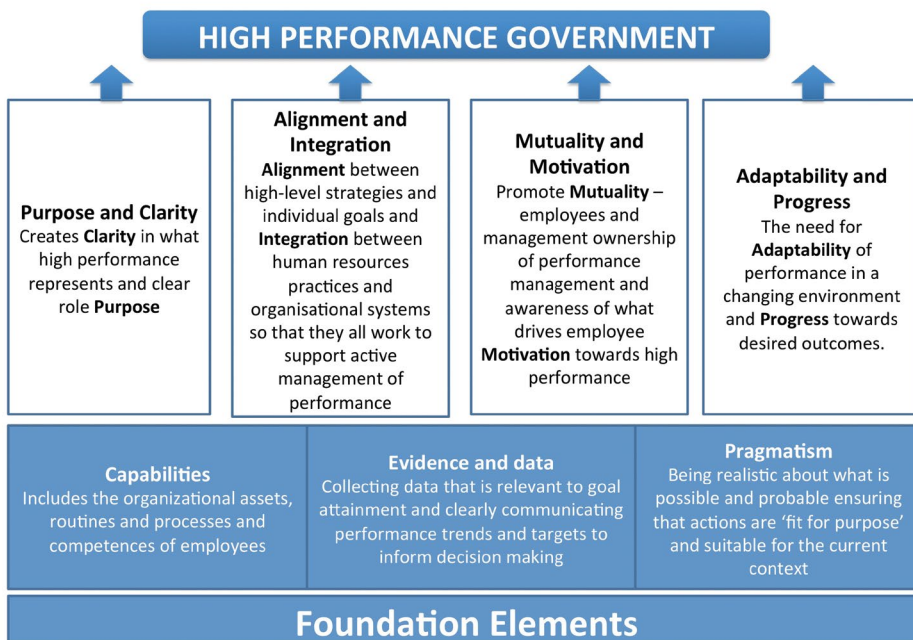 HIGH PERFORMANCE GOVERNMENT
Purpose and Clarity
Creates Clarity in what
high performance
represents and clear
role Purpose
Alignment and
Integration
Alignment between
high-level strategies and
individual goals and
Integration between
human resources
practices and
organisational systems
so that they all work to
support active
management of
performance
Mutuality and
Motivation
Promote Mutuality –
employees and
management ownership
of performance
management and
awareness of what
drives employee
Motivation towards high
performance
Adaptability and
Progress
The need for
Adaptability of
performance in a
changing environment
and Progress towards
desired outcomes.
Capabilities
Includes the organizational assets,
routines and processes and
competences of employees
Evidence and data
Collecting data that is relevant to goal
attainment and clearly communicating
performance trends and targets to
inform decision making
Pragmatism
Being realistic about what is
possible and probable ensuring
that actions are ‘fit for purpose’
and suitable for the current
context
Foundation Elements